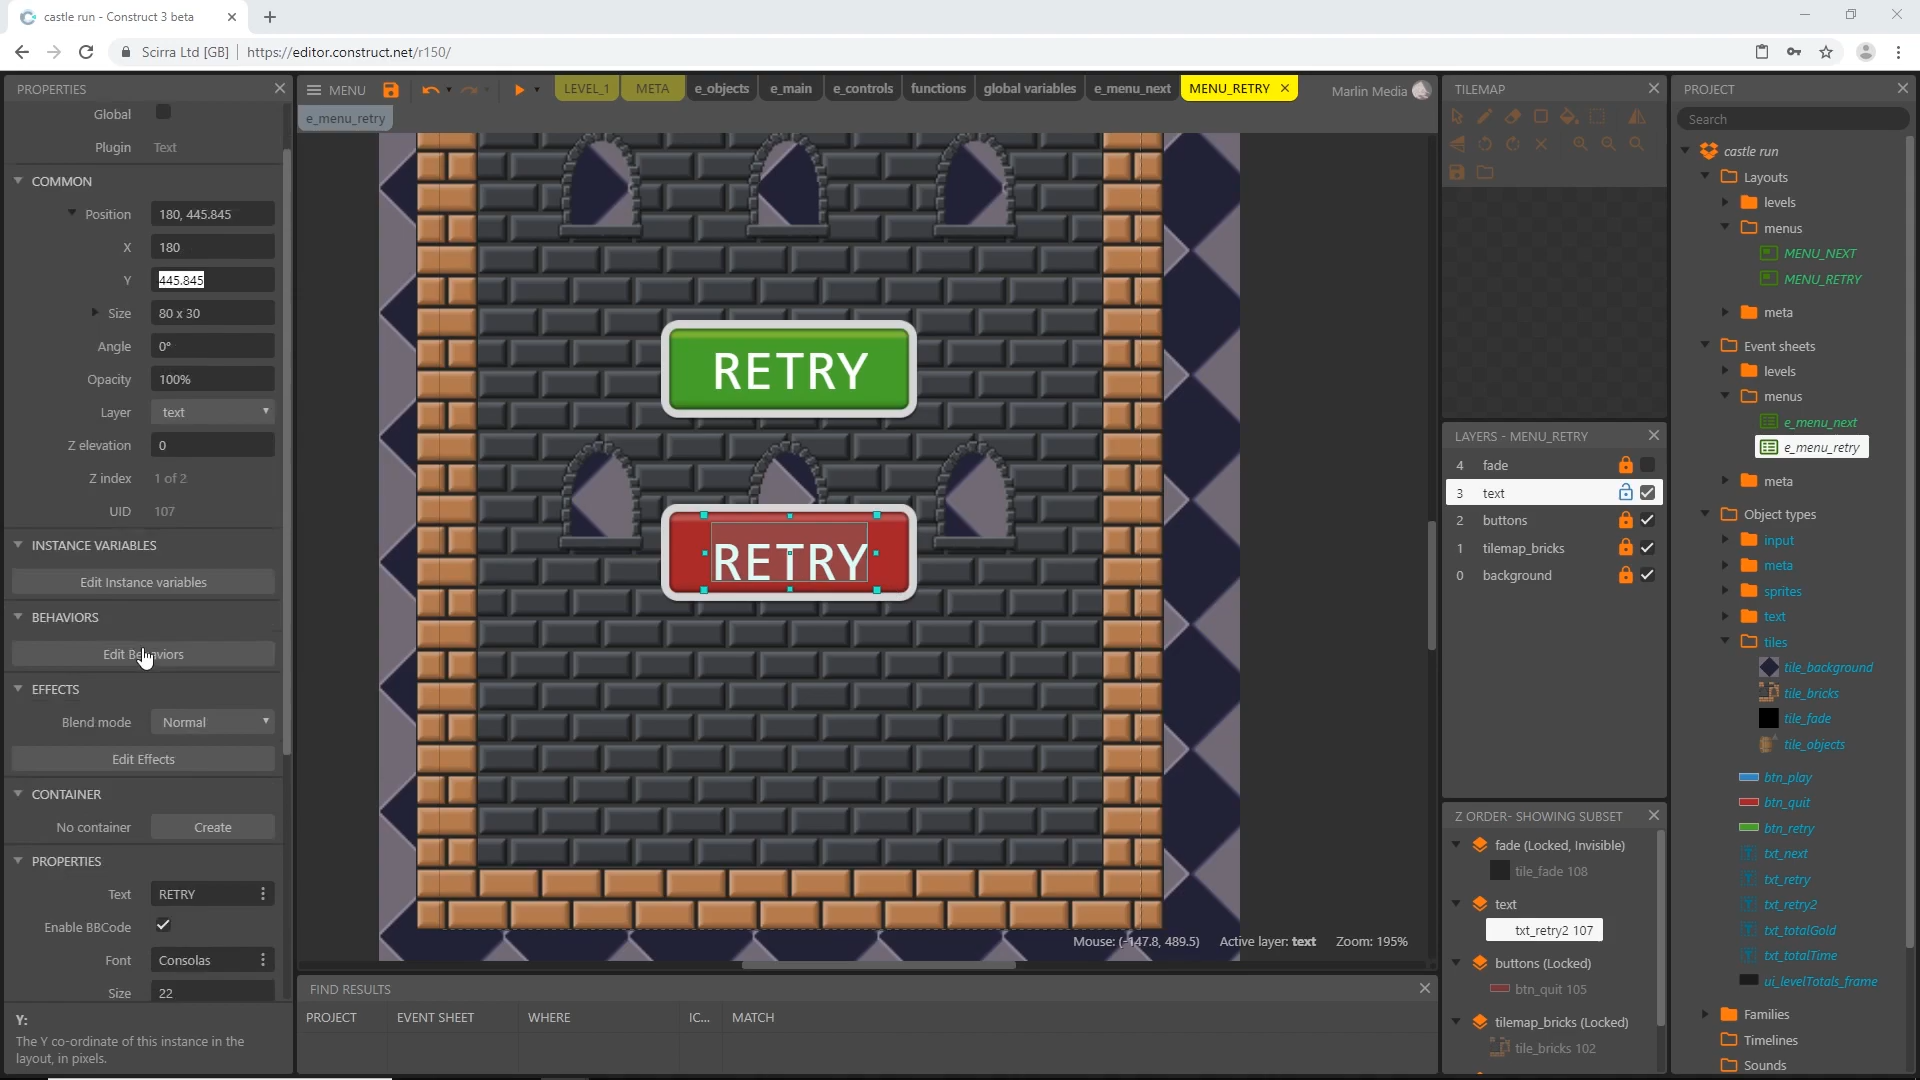 castle run - Construct 3 beta
Scirra Ltd [GB] | https://editor.construct.net/r150/
PROPERTIES
Global
Plugin Text
COMMON
Position 180, 445.845
X 180
Y 445.845
Size 80 x 30
Angle 0°
Opacity 100%
Layer text
Z elevation 0
Z index 1 of 2
UID 107
INSTANCE VARIABLES
Edit Instance variables
BEHAVIORS
Edit Behaviors
EFFECTS
Blend mode Normal
Edit Effects
CONTAINER
No container Create
PROPERTIES
Text RETRY
Enable BBCode
Font Consolas
Size 22
Y:
The Y co-ordinate of this instance in the
layout, in pixels.
MENU
LEVEL_1 META e_objects e_main e_controls functions global variables e_menu_next MENU_RETRY
Marlin Media
e_menu_retry
RETRY
RETRY
Mouse: (-147.8, 489.5) Active layer: text Zoom: 195%
FIND RESULTS
PROJECT EVENT SHEET WHERE IC... MATCH
TILEMAP
LAYERS - MENU_RETRY
4 fade
3 text
2 buttons
1 tilemap_bricks
0 background
Z ORDER- SHOWING SUBSET
fade (Locked, Invisible)
tile_fade 108
text
txt_retry2 107
buttons (Locked)
btn_quit 105
tilemap_bricks (Locked)
tile_bricks 102
PROJECT
Search
castle run
Layouts
levels
menus
MENU_NEXT
MENU_RETRY
meta
Event sheets
levels
menus
e_menu_next
e_menu_retry
meta
Object types
input
meta
sprites
text
tiles
tile_background
tile_bricks
tile_fade
tile_objects
btn_play
btn_quit
btn_retry
txt_next
txt_retry
txt_retry2
txt_totalGold
txt_totalTime
ui_levelTotals_frame
Families
Timelines
Sounds